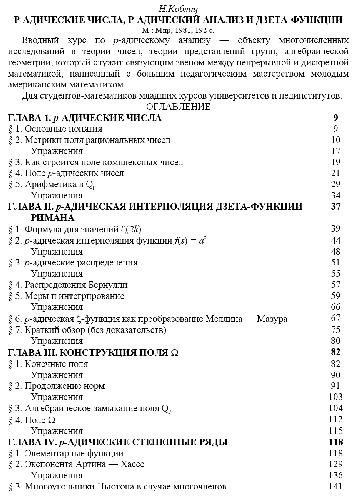 Н.Коблиц
P АДИЧЕСКИЕ ЧИСЛА, P АДИЧЕСКИЙ АНАЛИЗ И ДЗЕТА ФУНКЦИИ
М.: Мир, 1981, 192 с.
Вводный курс по p-адическому анализу — объекту многочисленных
исследований в теории чисел, теории представлений групп, алгебраической
геометрии, который служит связующим звеном между непрерывной и дискретной
математикой, написанный с большим педагогическим мастерством молодым
американским математиком
Для студентов-математиков младших курсов университетов и пединститутов.
ОГЛАВЛЕНИЕ
ГЛАВА 1. p-АДИЧЕСКИЕ ЧИСЛА 9
§ 1. Основные понятия 9
§ 2. Метрики поля рациональных чисел 10
Упражнения 17
§ 3. Как строится поле комплексных чисел 19
§ 4. Поле p-адических чисел 21
§ 5. Арифметика в Qp 29
Упражнения 34
ГЛАВА II. p-АДИЧЕСКАЯ ИНТЕРПОЛЯЦИЯ ДЗЕТА-ФУНКЦИИ 37
РИМАНА
§ 1. Формула для значений ζ(2k) 39
§ 2. p-адическая интерполяция функции f(s) = aˢ 44
Упражнения 48
§ 3. p-адические распределения 51
Упражнения 55
§ 4. Распределения Бернулли 57
§ 5. Меры и интегрирование 59
Упражнения 66
§ 6. p-адическая ζ-функция как преобразование Меллина — Мазура 67
§ 7. Краткий обзор (без доказательств) 75
Упражнения 80
ГЛАВА III. КОНСТРУКЦИЯ ПОЛЯ Ω 82
§ 1. Конечные поля 82
Упражнения 90
§ 2. Продолжение норм 91
Упражнения 103
§ 3. Алгебраическое замыкание поля Qp 104
§ 4. Поле Ω 112
Упражнения 115
ГЛАВА IV. p-АДИЧЕСКИЕ СТЕПЕННЫЕ РЯДЫ 118
§ 1. Элементарные функции 118
§ 2. Экспонента Артина — Хассе 129
Упражнения 136
§ 3. Многоугольники Ньютона в случае многочленов 141